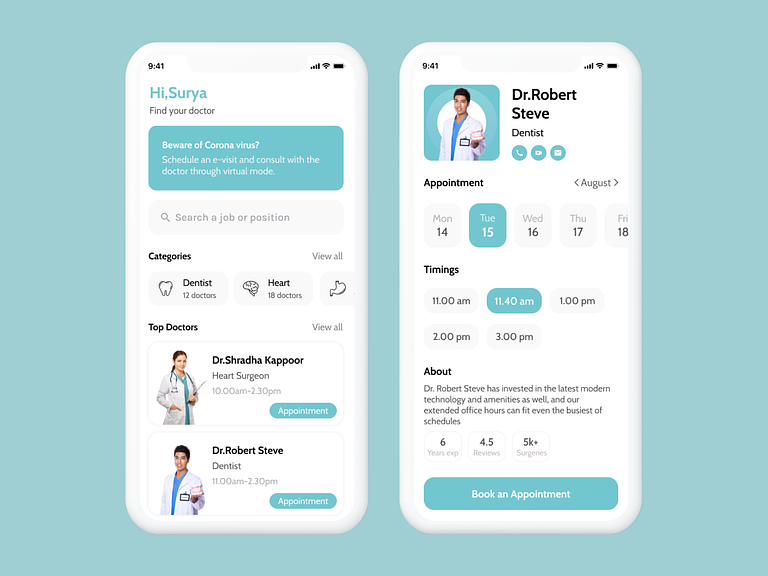 9:41
Hi,Surya
Find your doctor
Beware of Corona virus?
Schedule an e-visit and consult with the
doctor through virtual mode.
Search a job or position
Categories
View all
Dentist
12 doctors
Heart
18 doctors
Top Doctors
View all
Dr.Shradha Kappoor
Heart Surgeon
10.00am-2.30pm
Appointment
Dr.Robert Steve
Dentist
11.00am-2.30pm
Appointment
9:41
Dr.Robert
Steve
Dentist
Appointment
August
Mon
14
Tue
15
Wed
16
Thu
17
Fri
18
Timings
11.00 am
11.40 am
1.00 pm
2.00 pm
3.00 pm
About
Dr. Robert Steve has invested in the latest modern
technology and amenities as well, and our
extended office hours can fit even the busiest of
schedules
6
Years exp
4.5
Reviews
5k+
Surgeries
Book an Appointment